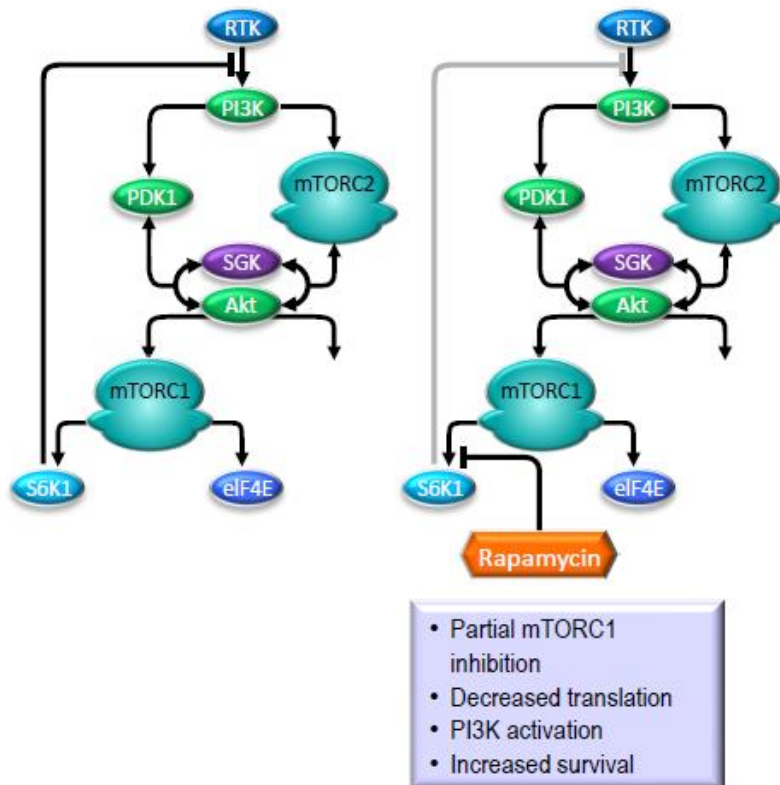 RTK
PI3K
PDK1
mTORC2
SGK
Akt
mTORC1
S6K1
eIF4E
RTK
PI3K
PDK1
mTORC2
SGK
Akt
mTORC1
S6K1
eIF4E
Rapamycin
• Partial mTORC1
inhibition
• Decreased translation
• PI3K activation
• Increased survival